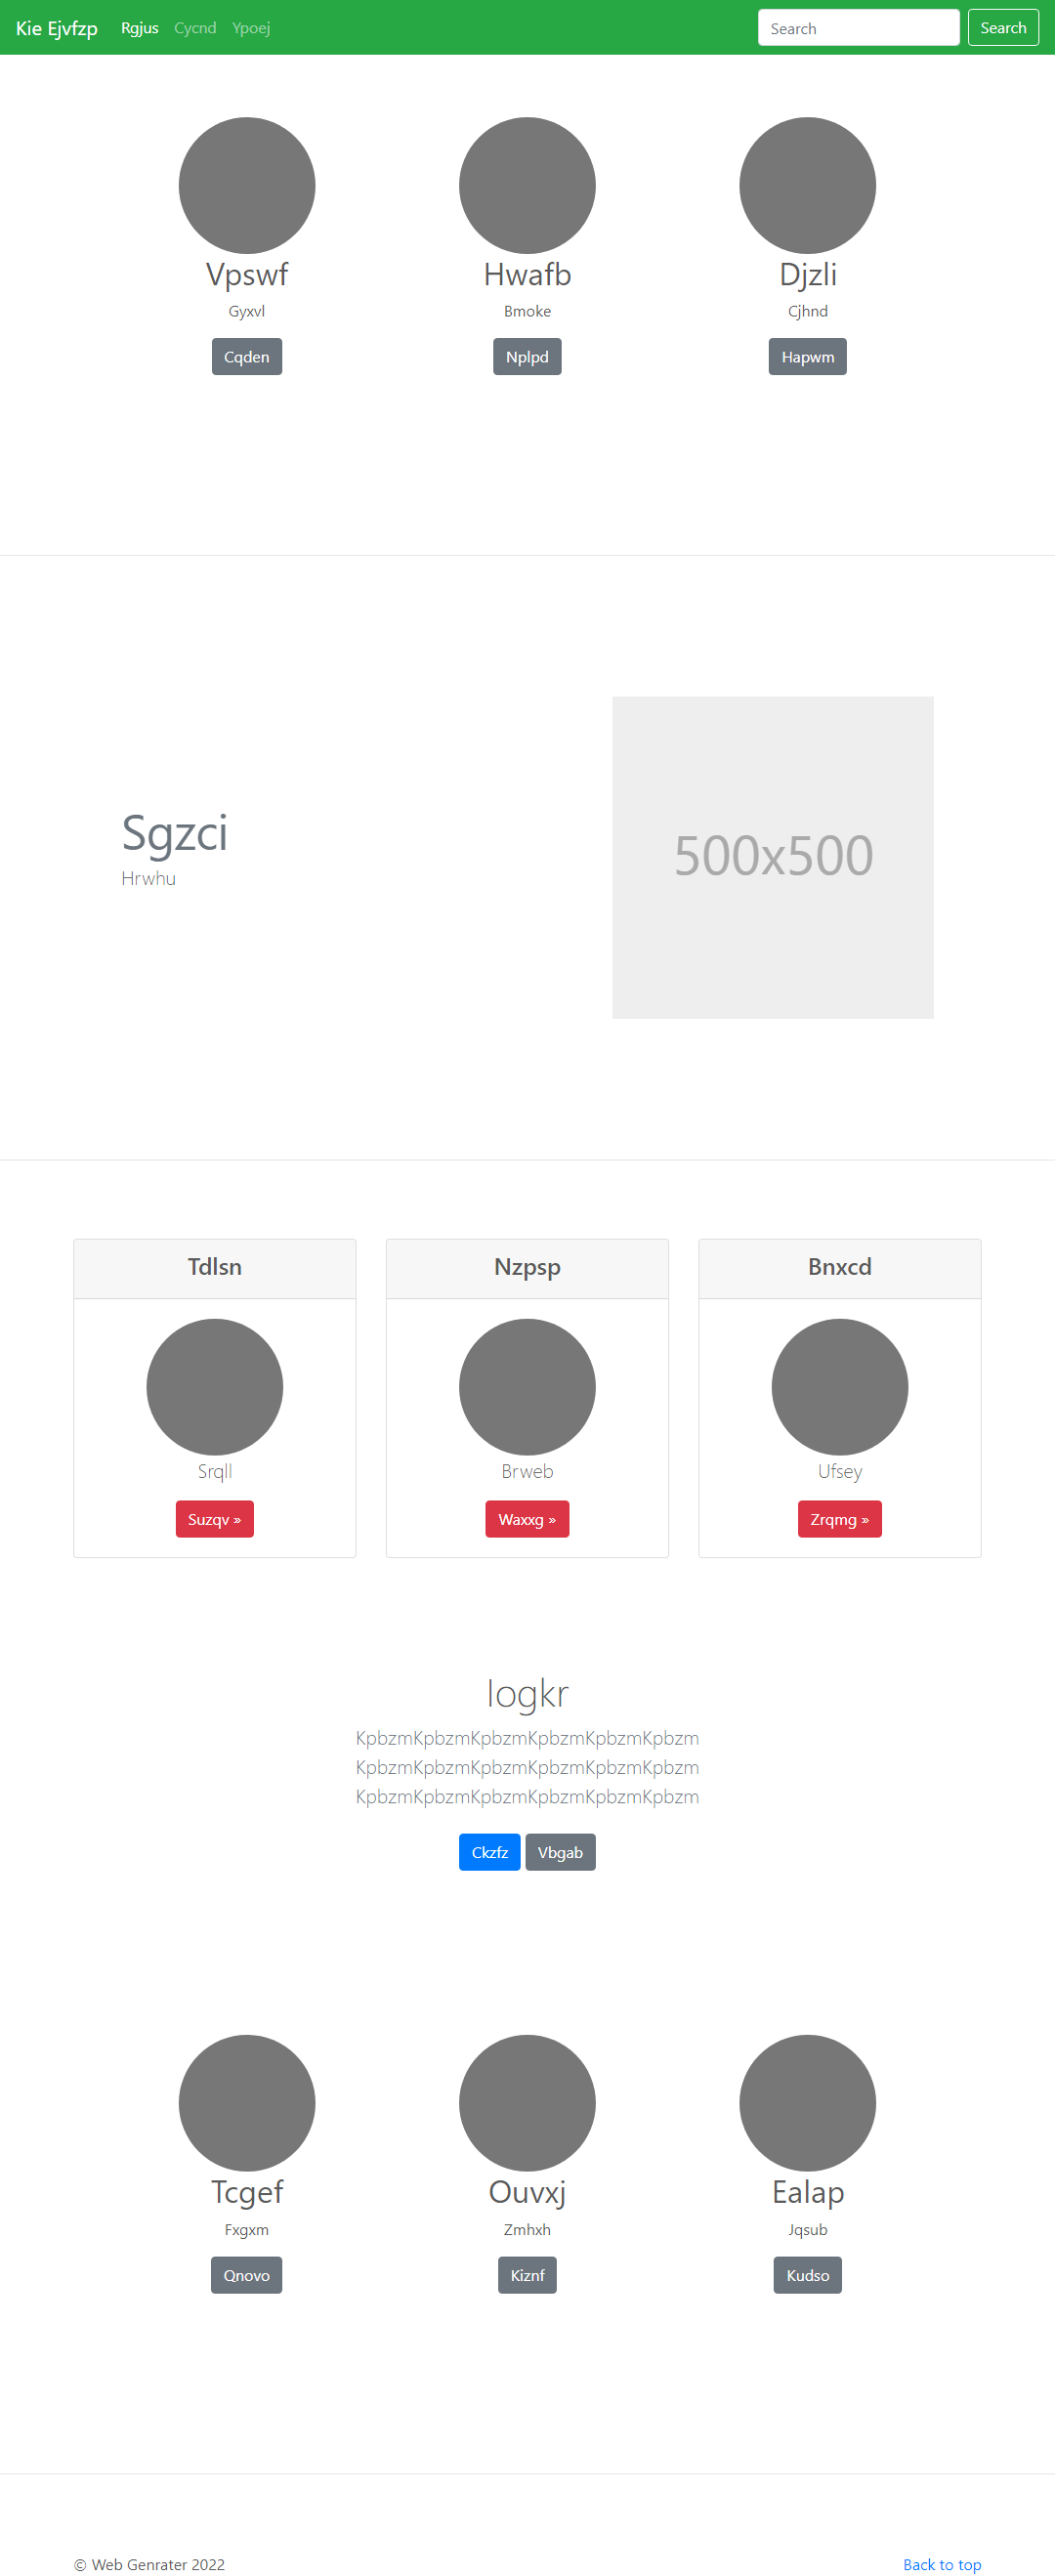 Kie Ejvfzp Rgjus Cycnd Ypoej Search Search
Vpswf Hwafb Djzli
Gyxvl Bmoke Cjhnd
Cqden Nplpd Hapwm
Sgzci
Hrwhu
500x500
Tdlsn Nzpsp Bnxcd
Srqll Brweb Ufsey
Suzqv » Waxxg » Zrqmg »
KpbzmKpbzmKpbzmKpbzmKpbzmKpbzm
KpbzmKpbzmKpbzmKpbzmKpbzmKpbzm
KpbzmKpbzmKpbzmKpbzmKpbzmKpbzm
Ckzfz Vbgab
Tcgef Ouvxj Ealap
Fxgxm Zmhxh Jqsub
Qnovo Kiznf Kudso
© Web Genrater 2022 Back to top